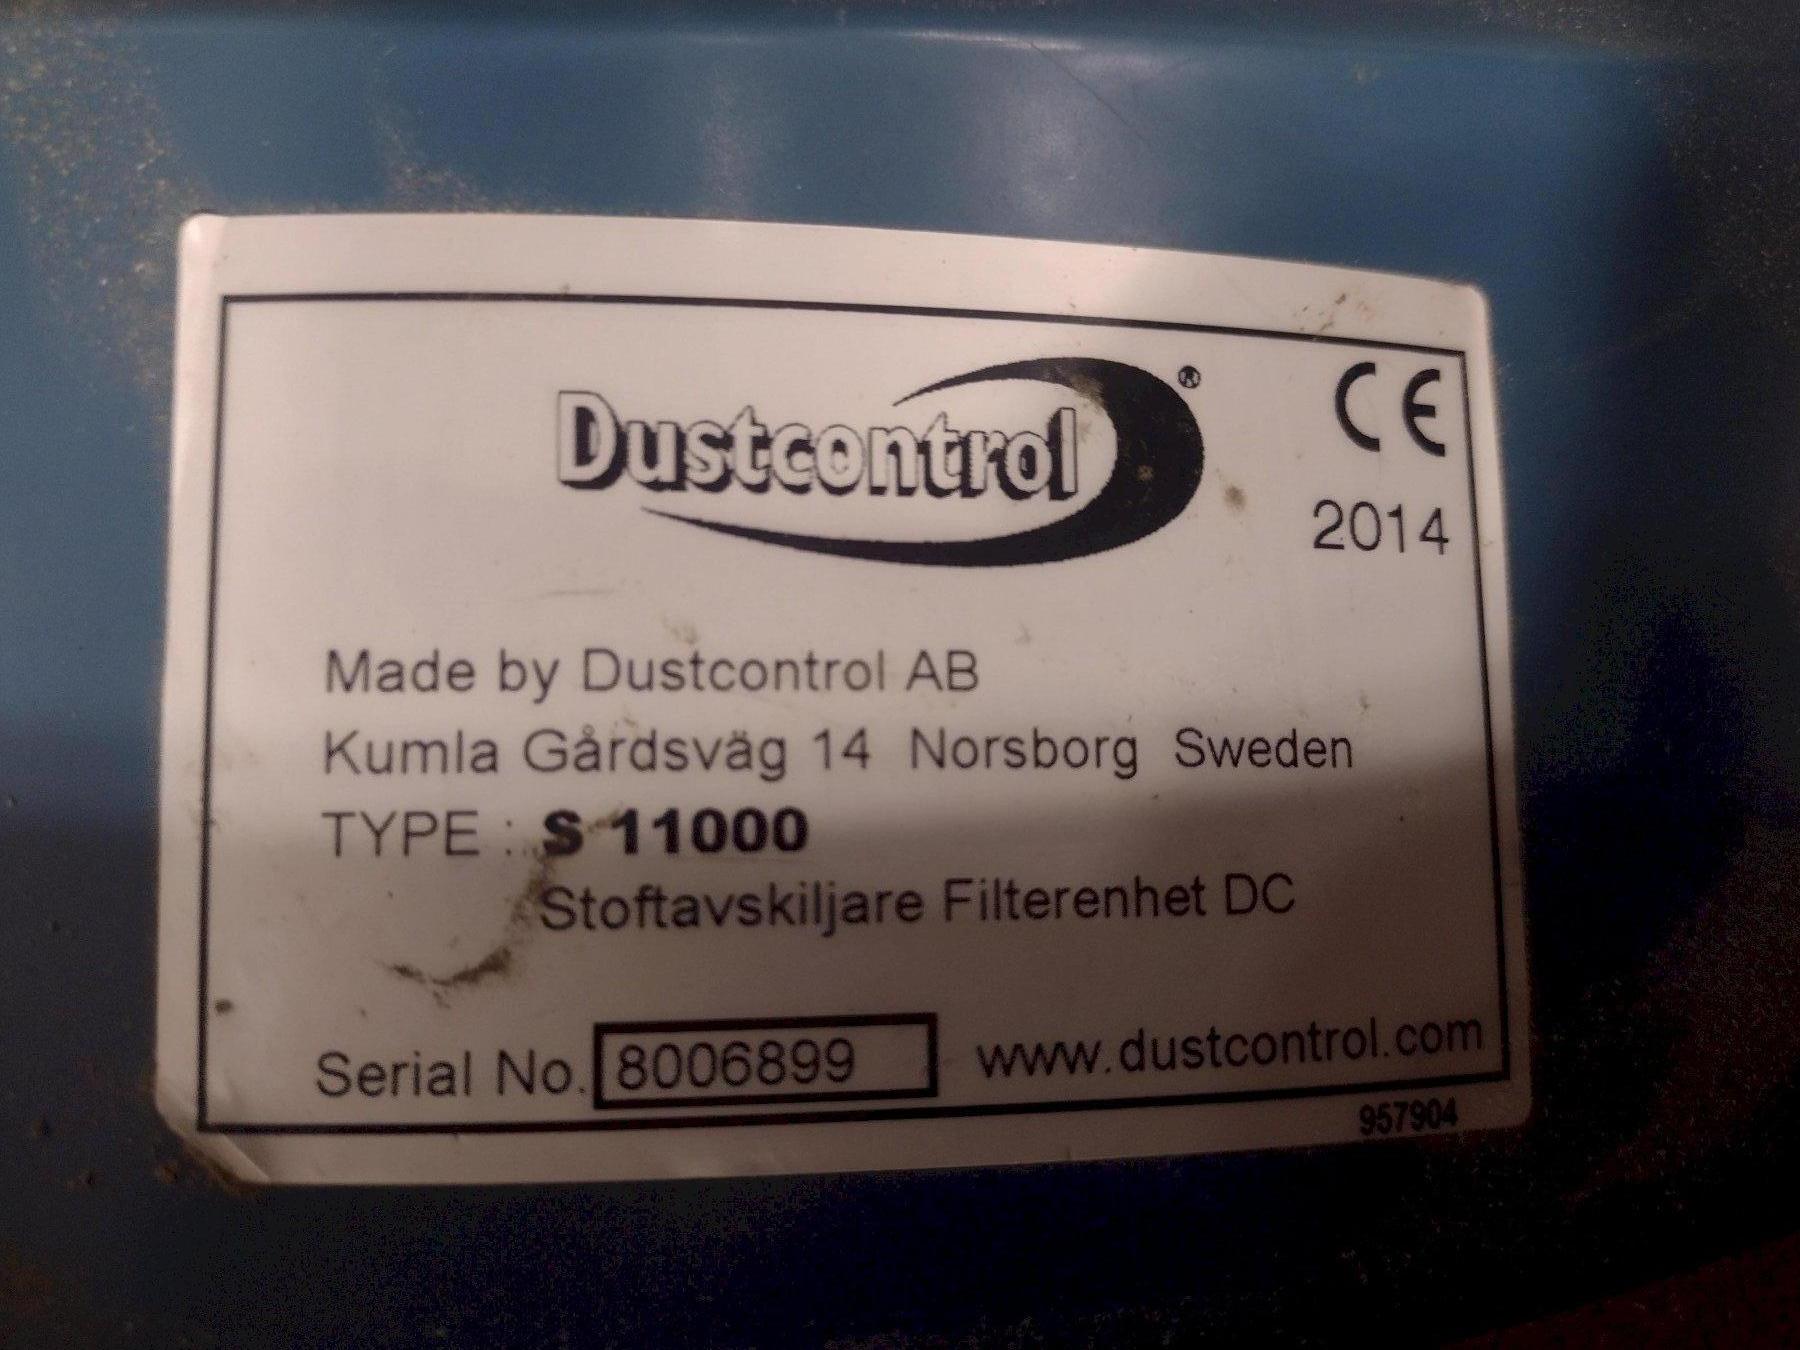 Dustcontrol ®
CE
2014
Made by Dustcontrol AB
Kumla Gårdsväg 14 Norsborg Sweden
TYPE : S 11000
Stoftavskiljare Filterenhet DC
Serial No. 8006899 www.dustcontrol.com
957904